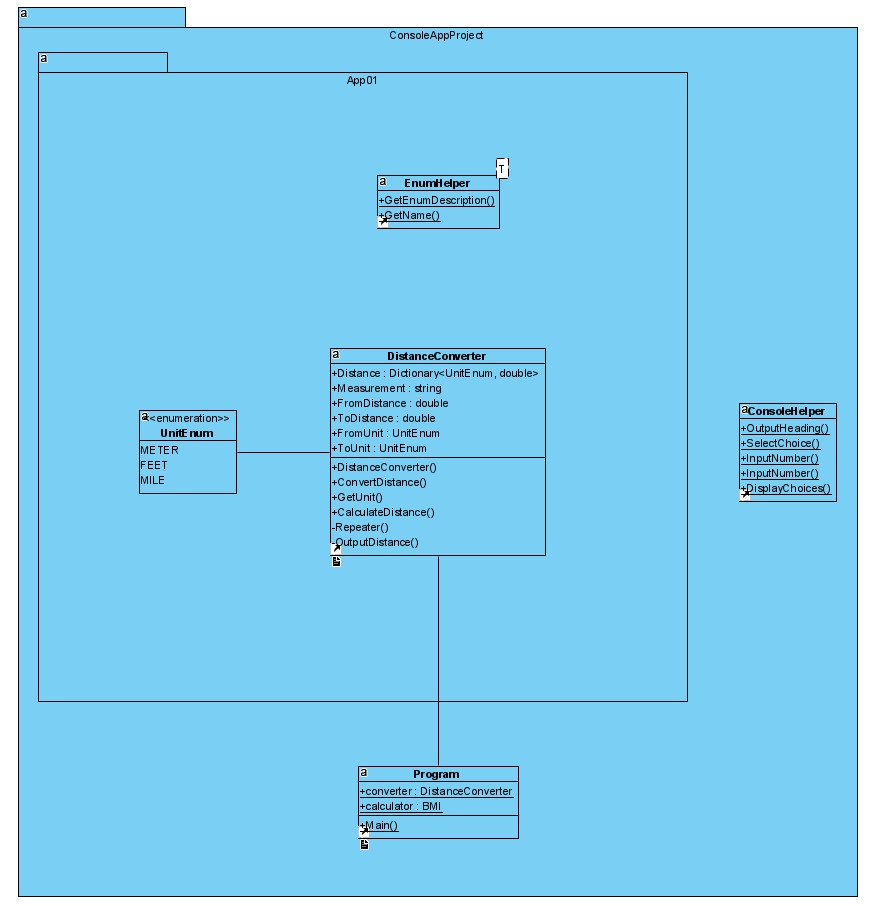 a
ConsoleAppProject
a
App01
T
a EnumHelper
+GetEnumDescription()
+GetName()
a DistanceConverter
+Distance : Dictionary<UnitEnum, double>
+Measurement : string
+FromDistance : double
+ToDistance : double
+FromUnit : UnitEnum
+ToUnit : UnitEnum
+DistanceConverter()
+ConvertDistance()
+GetUnit()
+CalculateDistance()
-Repeater()
-OutputDistance()
a <<enumeration>>
UnitEnum
METER
FEET
MILE
a ConsoleHelper
+OutputHeading()
+SelectChoice()
+InputNumber()
+InputNumber()
+DisplayChoices()
a Program
+converter : DistanceConverter
+calculator : BMI
+Main()